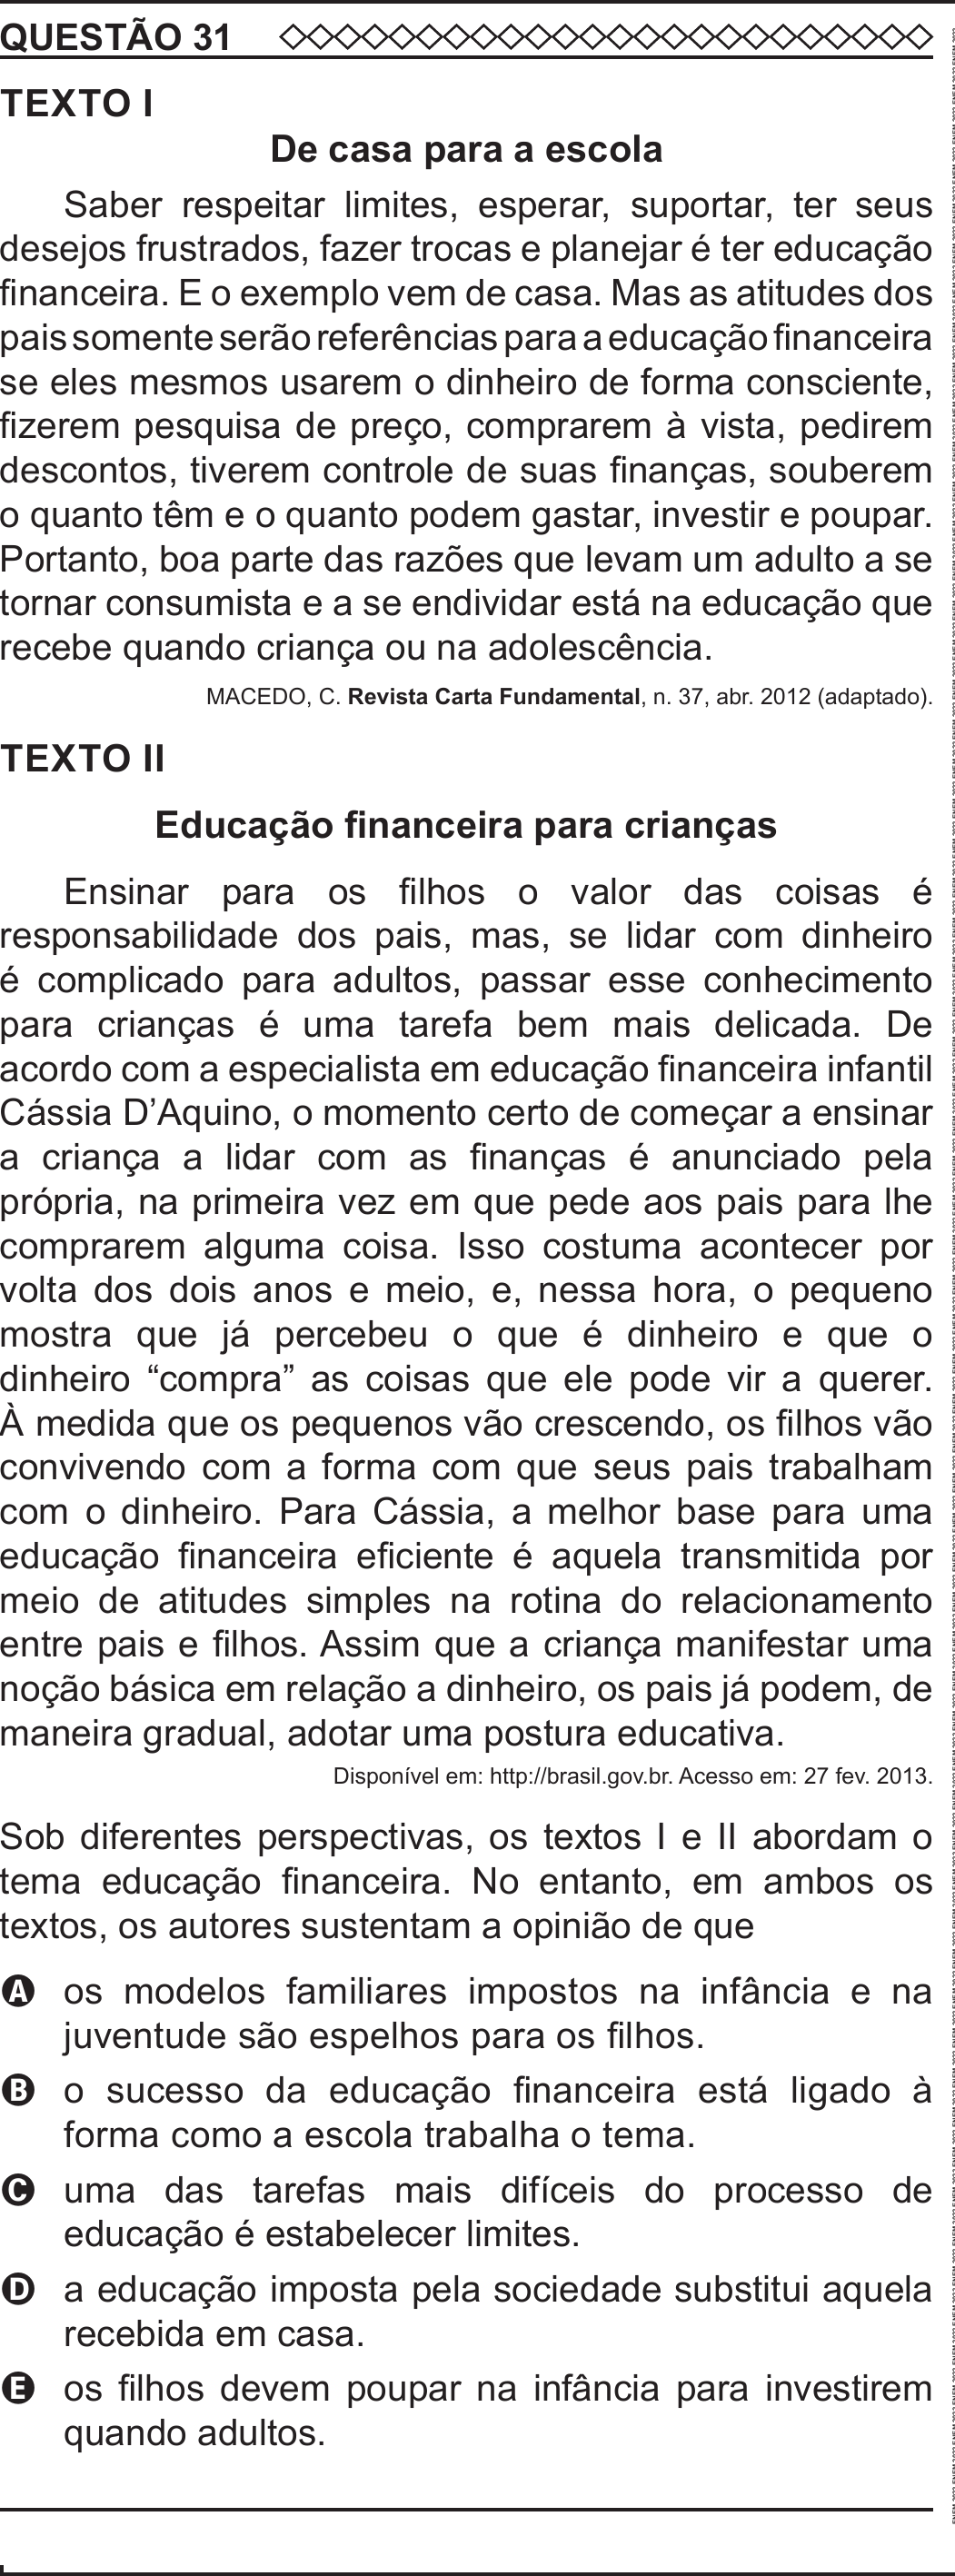 QUESTÃO 31
TEXTO I
De casa para a escola
Saber respeitar limites, esperar, suportar, ter seus
desejos frustrados, fazer trocas e planejar é ter educação
financeira. E o exemplo vem de casa. Mas as atitudes dos
pais somente serão referências para a educação financeira
se eles mesmos usarem o dinheiro de forma consciente,
fizerem pesquisa de preço, comprarem à vista, pedirem
descontos, tiverem controle de suas finanças, souberem
o quanto têm e o quanto podem gastar, investir e poupar.
Portanto, boa parte das razões que levam um adulto a se
tornar consumista e a se endividar está na educação que
recebe quando criança ou na adolescência.
MACEDO, C. Revista Carta Fundamental, n. 37, abr. 2012 (adaptado).
TEXTO II
Educação financeira para crianças
Ensinar para os filhos o valor das coisas é
responsabilidade dos pais, mas, se lidar com dinheiro
é complicado para adultos, passar esse conhecimento
para crianças é uma tarefa bem mais delicada. De
acordo com a especialista em educação financeira infantil
Cássia D’Aquino, o momento certo de começar a ensinar
a criança a lidar com as finanças é anunciado pela
própria, na primeira vez em que pede aos pais para lhe
comprarem alguma coisa. Isso costuma acontecer por
volta dos dois anos e meio, e, nessa hora, o pequeno
mostra que já percebeu o que é dinheiro e que o
dinheiro “compra” as coisas que ele pode vir a querer.
À medida que os pequenos vão crescendo, os filhos vão
convivendo com a forma com que seus pais trabalham
com o dinheiro. Para Cássia, a melhor base para uma
educação financeira eficiente é aquela transmitida por
meio de atitudes simples na rotina do relacionamento
entre pais e filhos. Assim que a criança manifestar uma
noção básica em relação a dinheiro, os pais já podem, de
maneira gradual, adotar uma postura educativa.
Disponível em: http://brasil.gov.br. Acesso em: 27 fev. 2013.
Sob diferentes perspectivas, os textos I e II abordam o
tema educação financeira. No entanto, em ambos os
textos, os autores sustentam a opinião de que
A os modelos familiares impostos na infância e na
juventude são espelhos para os filhos.
B o sucesso da educação financeira está ligado à
forma como a escola trabalha o tema.
C uma das tarefas mais difíceis do processo de
educação é estabelecer limites.
D a educação imposta pela sociedade substitui aquela
recebida em casa.
E os filhos devem poupar na infância para investirem
quando adultos.